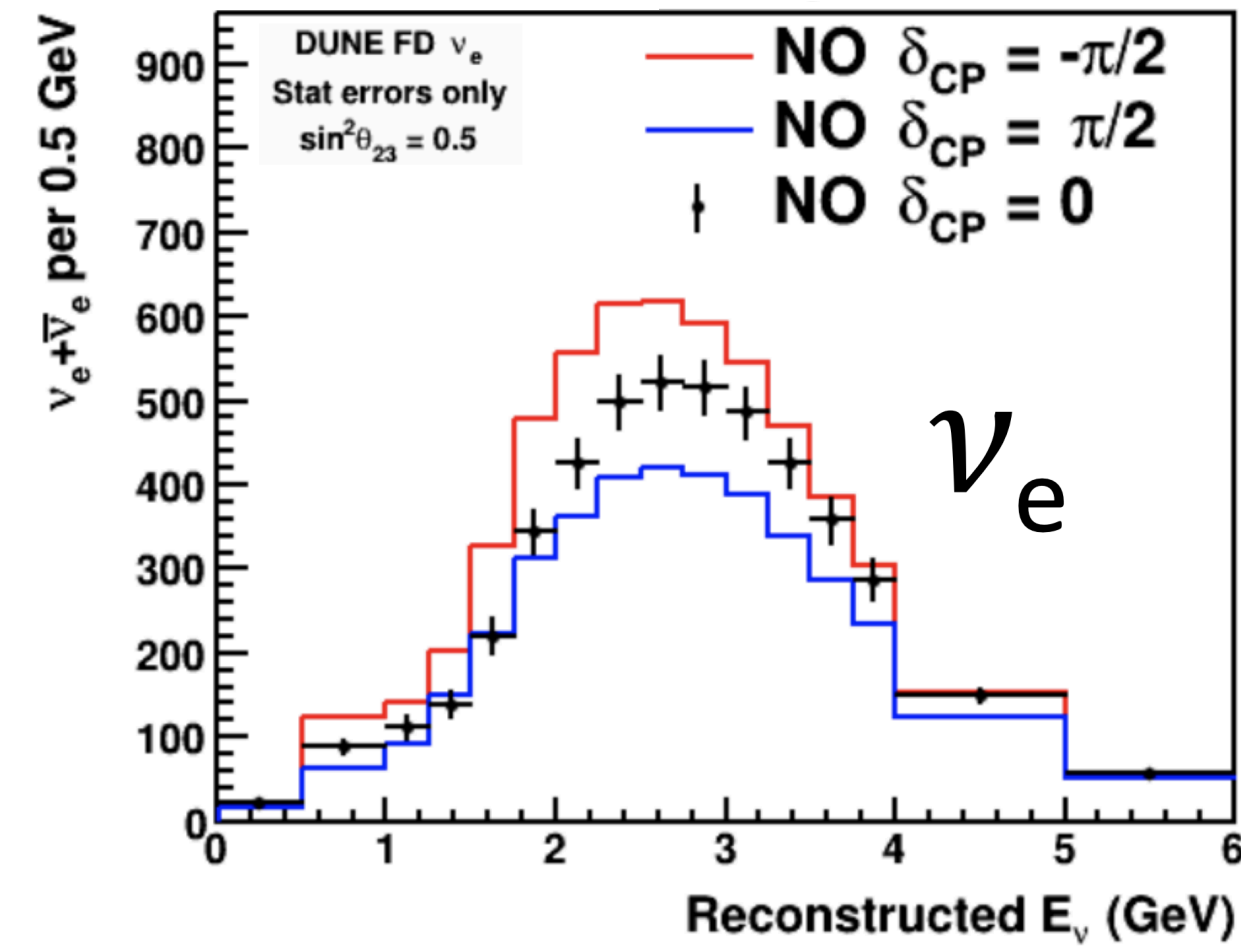 DUNE FD νe
Stat errors only
sin²θ23 = 0.5
NO δCP = -π/2
NO δCP = π/2
NO δCP = 0
νe+ν̅e per 0.5 GeV
900
800
700
600
500
400
300
200
100
0
νe
0 1 2 3 4 5 6
Reconstructed Eν (GeV)